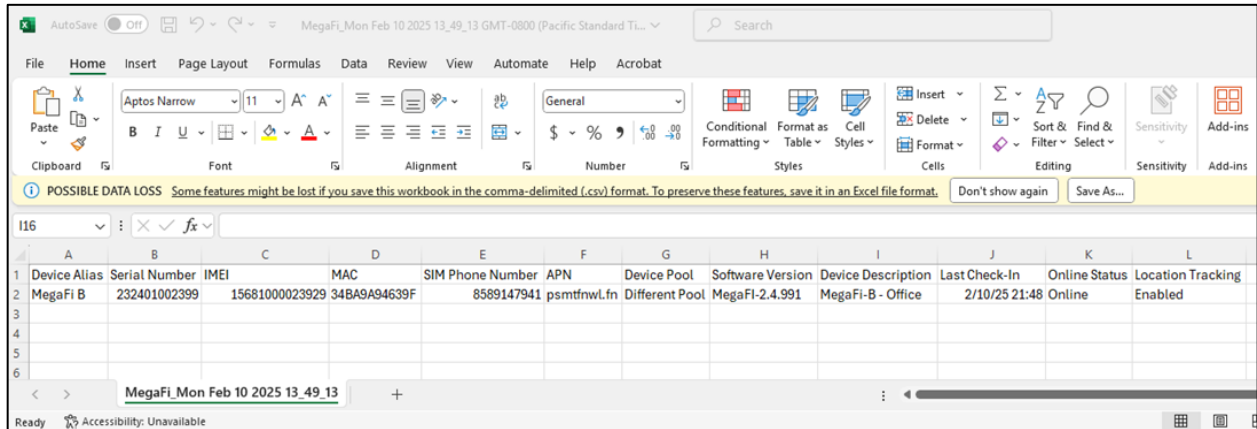 AutoSave Off MegaFi_Mon Feb 10 2025 13_49_13 GMT-0800 (Pacific Standard Ti... Search
File Home Insert Page Layout Formulas Data Review View Automate Help Acrobat
Paste Aptos Narrow 11 A^ A˅ General Conditional Formatting Format as Table Cell Styles Insert Delete Format Sort & Filter Find & Select Sensitivity Add-ins
B I U A $ % 9
Clipboard Font Alignment Number Styles Cells Editing Sensitivity Add-ins
POSSIBLE DATA LOSS Some features might be lost if you save this workbook in the comma-delimited (.csv) format. To preserve these features, save it in an Excel file format. Don't show again Save As...
I16 fx
A B C D E F G H I J K L
1 Device Alias Serial Number IMEI MAC SIM Phone Number APN Device Pool Software Version Device Description Last Check-In Online Status Location Tracking
2 MegaFi B 232401002399 15681000023929 34BA9A94639F 8589147941 psmtfnwl.fn Different Pool MegaFI-2.4.991 MegaFi-B - Office 2/10/25 21:48 Online Enabled
3
4
5
6
MegaFi_Mon Feb 10 2025 13_49_13 +
Ready Accessibility: Unavailable